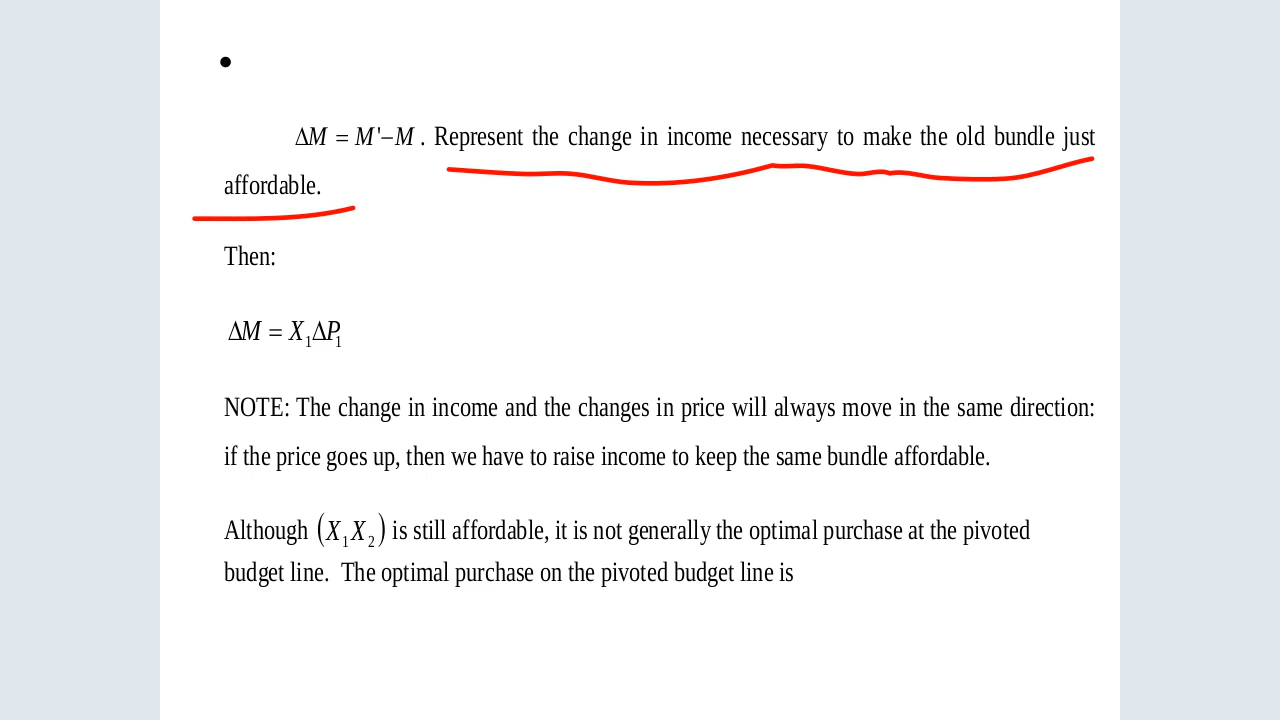 •
ΔM = M'–M . Represent the change in income necessary to make the old bundle just
affordable.
Then:
ΔM = X₁ΔP₁
NOTE: The change in income and the changes in price will always move in the same direction:
if the price goes up, then we have to raise income to keep the same bundle affordable.
Although (X₁X₂) is still affordable, it is not generally the optimal purchase at the pivoted
budget line. The optimal purchase on the pivoted budget line is